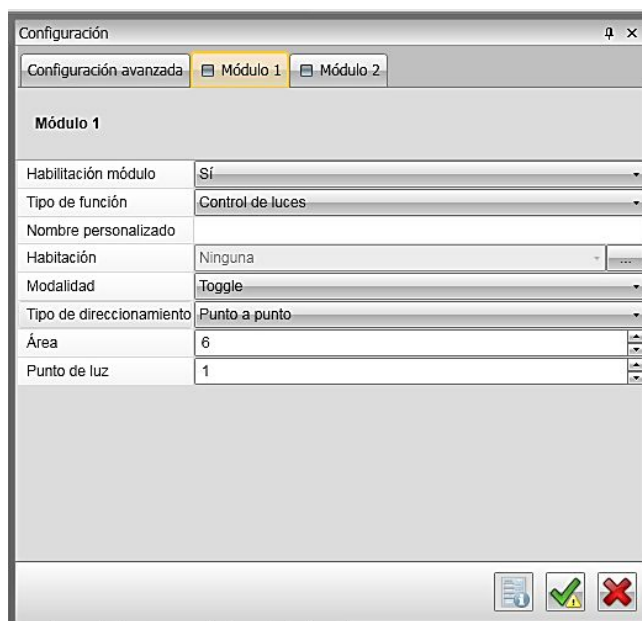 Configuración
Configuración avanzada Módulo 1 Módulo 2
Módulo 1
Habilitación módulo Sí
Tipo de función Control de luces
Nombre personalizado
Habitación Ninguna ...
Modalidad Toggle
Tipo de direccionamiento Punto a punto
Área 6
Punto de luz 1